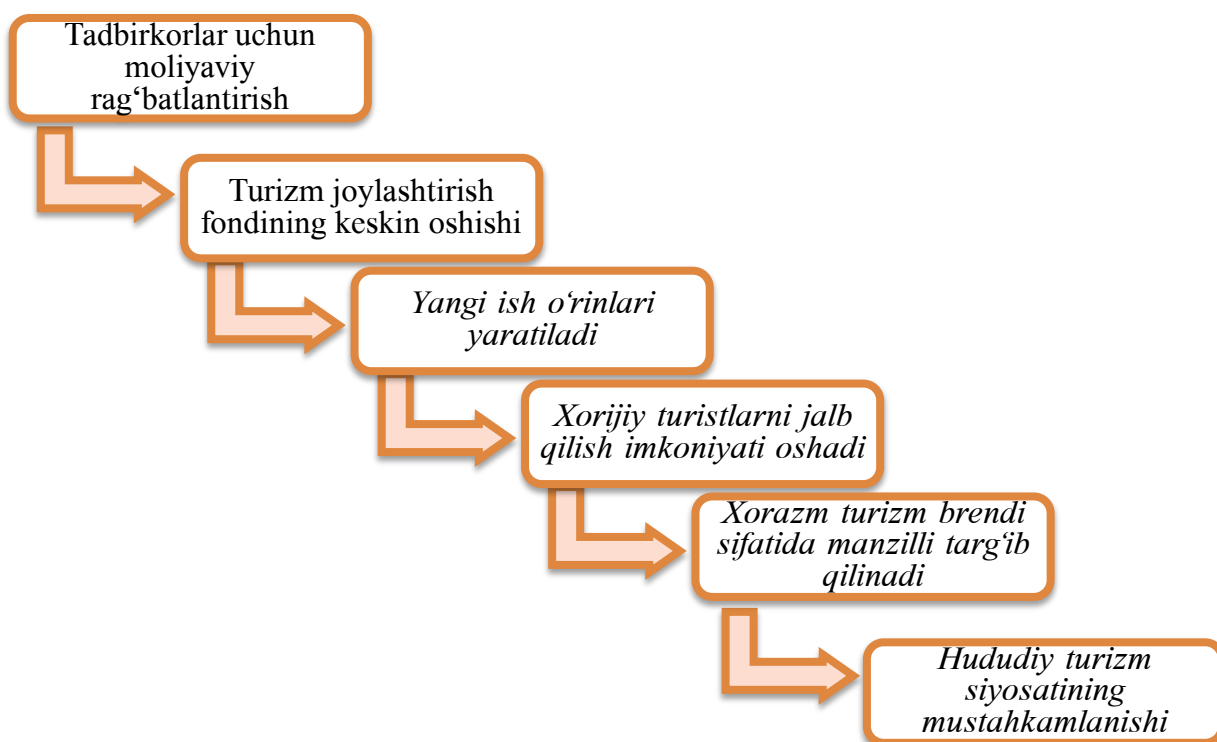 Tadbirkorlar uchun
moliyaviy
rag‘batlantirish
Turizm joylashtirish
fondining keskin oshishi
Yangi ish o‘rinlari
yaratiladi
Xorijiy turistlarni jalb
qilish imkoniyati oshadi
Xorazm turizm brendi
sifatida manzilli targ‘ib
qilinadi
Hududiy turizm
siyosatining
mustahkamlanishi